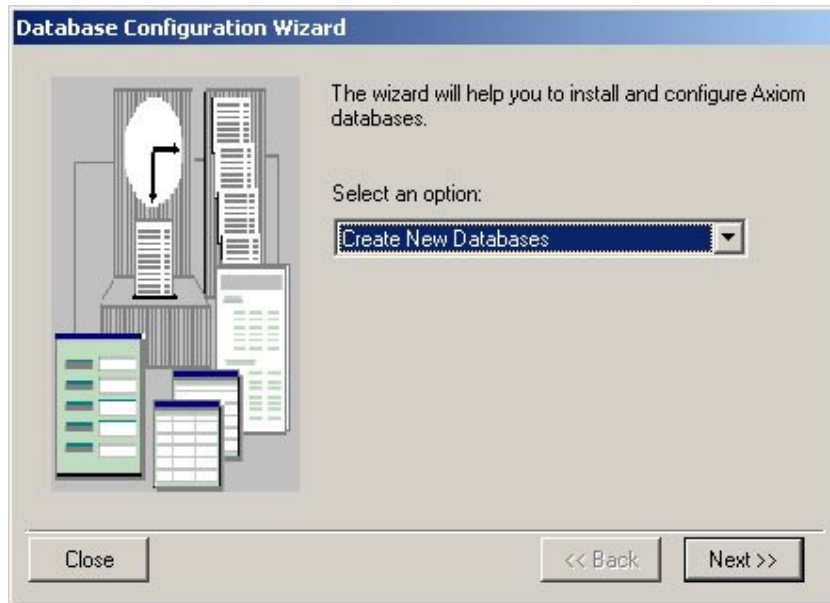 Database Configuration Wizard
The wizard will help you to install and configure Axiom
databases.
Select an option:
Create New Databases
Close
<< Back
Next >>